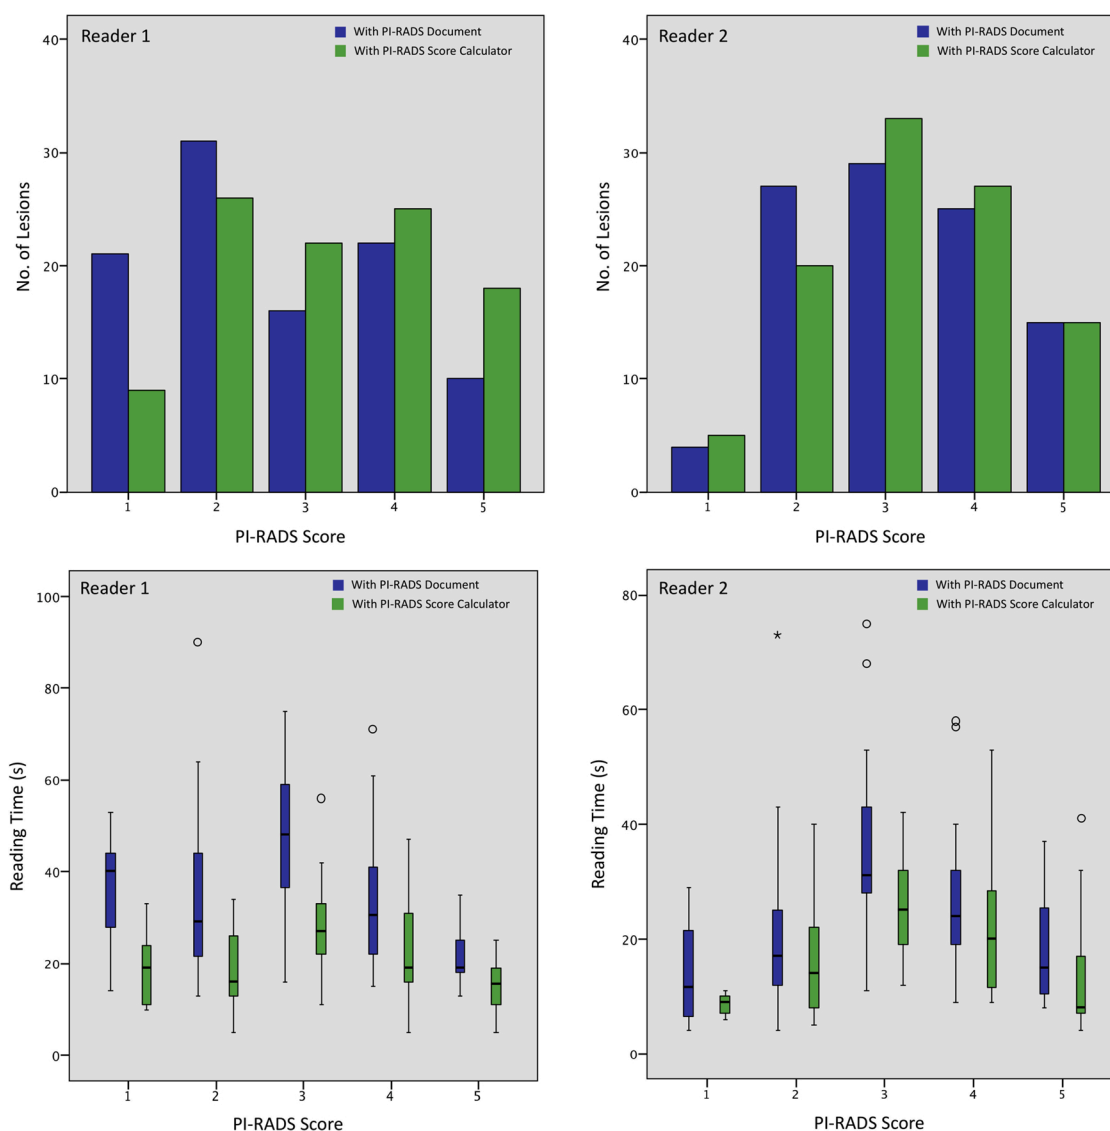 Reader 1
With PI-RADS Document
With PI-RADS Score Calculator
No. of Lesions
40
30
20
10
0
1 2 3 4 5
PI-RADS Score
Reader 2
With PI-RADS Document
With PI-RADS Score Calculator
No. of Lesions
40
30
20
10
0
1 2 3 4 5
PI-RADS Score
Reader 1
With PI-RADS Document
With PI-RADS Score Calculator
Reading Time (s)
100
80
60
40
20
0
1 2 3 4 5
PI-RADS Score
Reader 2
With PI-RADS Document
With PI-RADS Score Calculator
Reading Time (s)
80
60
40
20
0
1 2 3 4 5
PI-RADS Score